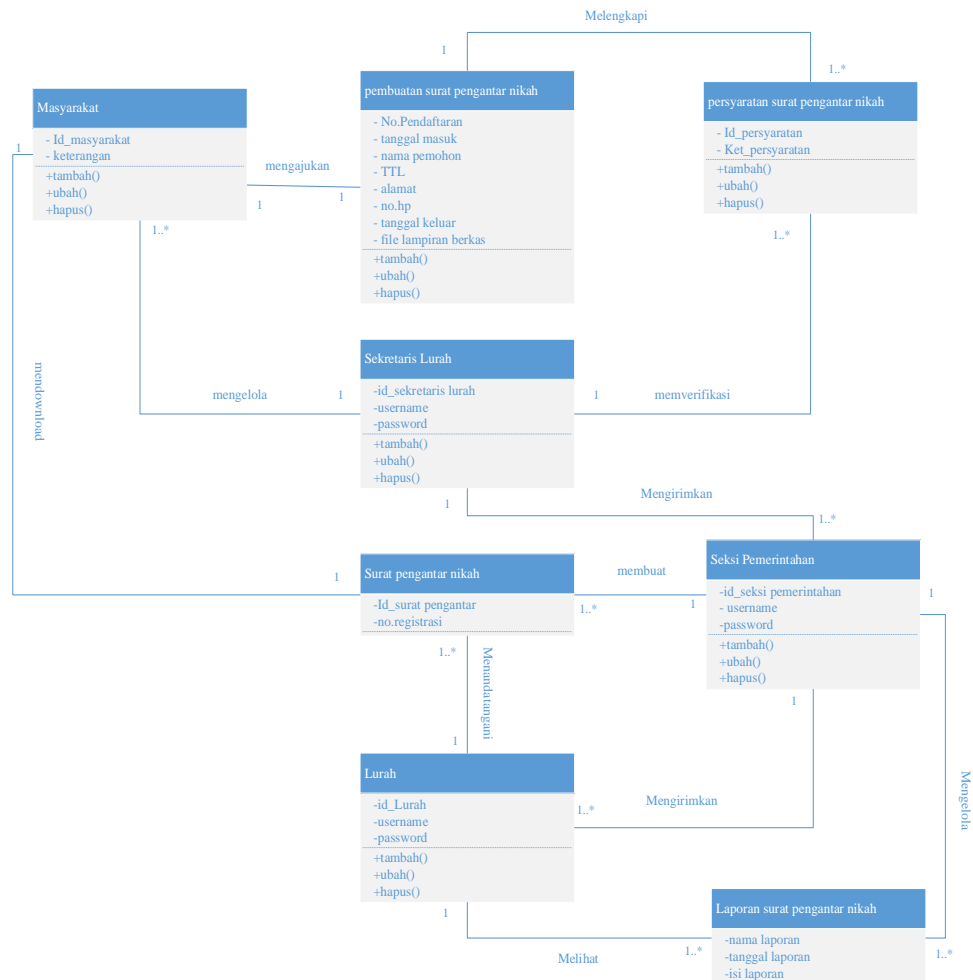 Melengkapi
1
1..*
Masyarakat
- Id_masyarakat
- keterangan
+tambah()
+ubah()
+hapus()
1
1..*
mengajukan
1
1
pembuatan surat pengantar nikah
- No.Pendaftaran
- tanggal masuk
- nama pemohon
- TTL
- alamat
- no.hp
- tanggal keluar
- file lampiran berkas
+tambah()
+ubah()
+hapus()
persyaratan surat pengantar nikah
- Id_persyaratan
- Ket_persyaratan
+tambah()
+ubah()
+hapus()
1..*
mendownload
mengelola
1
Sekretaris Lurah
-id_sekretaris lurah
-username
-password
+tambah()
+ubah()
+hapus()
1
memverifikasi
1
Mengirimkan
1..*
1
Surat pengantar nikah
-Id_surat pengantar
-no.registrasi
membuat
1..*
1
Seksi Pemerintahan
-id_seksi pemerintahan
- username
-password
+tambah()
+ubah()
+hapus()
1
1..*
Menandatangani
1
1
Lurah
-id_Lurah
-username
-password
+tambah()
+ubah()
+hapus()
1..*
Mengirimkan
Mengelola
1
Melihat
1..*
Laporan surat pengantar nikah
-nama laporan
-tanggal laporan
-isi laporan
1..*